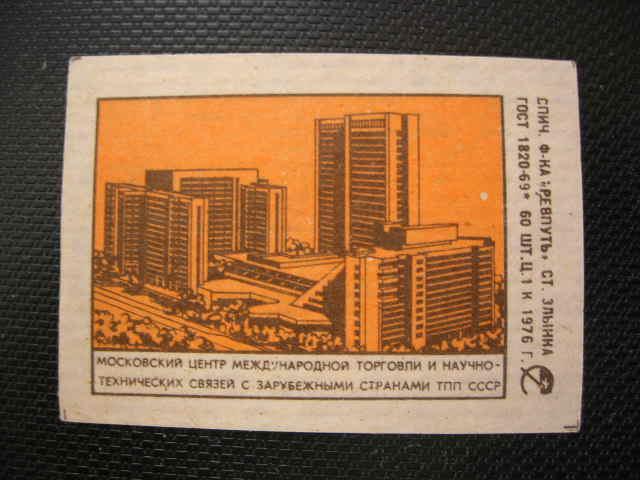 МОСКОВСКИЙ ЦЕНТР МЕЖДУНАРОДНОЙ ТОРГОВЛИ И НАУЧНО-
ТЕХНИЧЕСКИХ СВЯЗЕЙ С ЗАРУБЕЖНЫМИ СТРАНАМИ ТПП СССР
СПИЧ. Ф-КА „РЕВПУТЬ» СТ. ЗЛЫНКА
ГОСТ 1820-69* 60 ШТ.Ц.1 К 1976 Г.